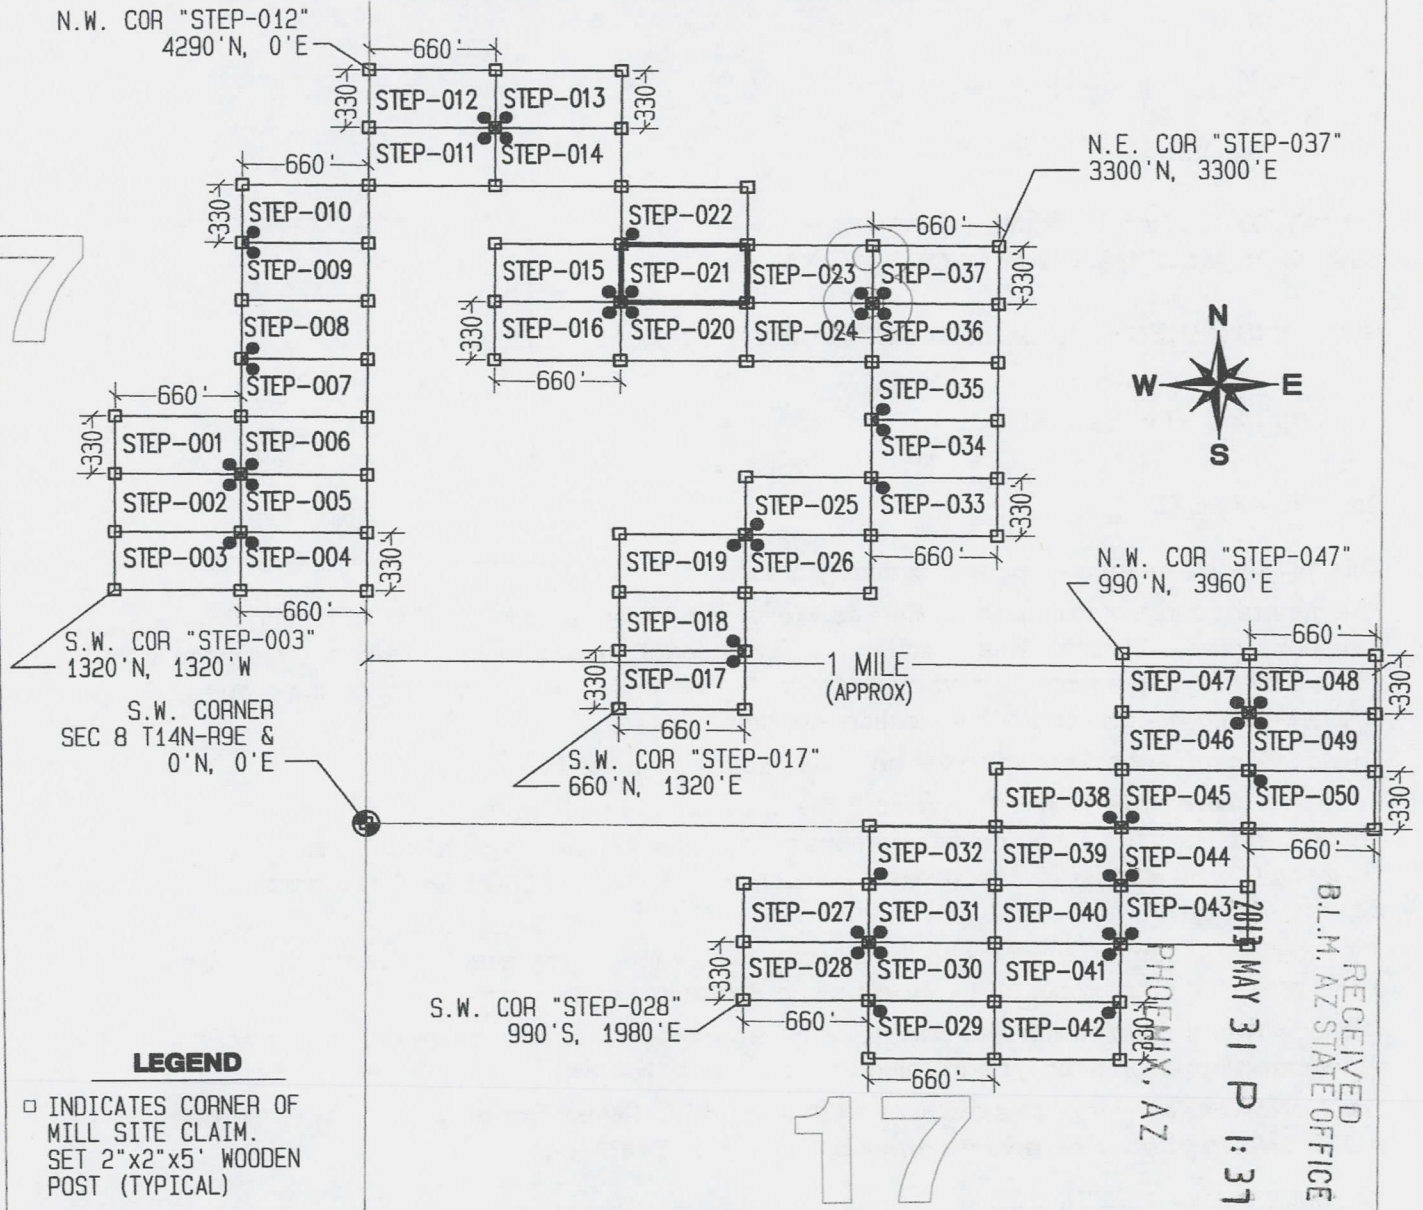 N.W. COR "STEP-012"
4290'N, 0'E
660'
330'
STEP-012
STEP-013
330'
STEP-011
STEP-014
N.E. COR "STEP-037"
3300'N, 3300'E
660'
330'
STEP-010
STEP-022
660'
STEP-009
STEP-015
STEP-021
STEP-023
STEP-037
330'
7
8
STEP-008
330'
STEP-016
STEP-020
STEP-024
STEP-036
N
W
E
S
660'
STEP-007
STEP-035
660'
330'
STEP-001
STEP-006
STEP-034
STEP-002
STEP-005
STEP-025
STEP-033
330'
STEP-003
STEP-004
330'
STEP-019
STEP-026
660'
N.W. COR "STEP-047"
990'N, 3960'E
660'
STEP-018
660'
S.W. COR "STEP-003"
1320'N, 1320'W
1 MILE
(APPROX)
330'
STEP-017
STEP-047
STEP-048
330'
660'
S.W. CORNER
SEC 8 T14N-R9E &
0'N, 0'E
STEP-046
STEP-049
S.W. COR "STEP-017"
660'N, 1320'E
STEP-038
STEP-045
STEP-050
330'
STEP-032
STEP-039
STEP-044
660'
STEP-027
STEP-031
STEP-040
STEP-043
330'
STEP-028
STEP-030
STEP-041
S.W. COR "STEP-028"
990'S, 1980'E
660'
STEP-029
STEP-042
330'
660'
17
RECEIVED
B.L.M. AZ STATE OFFICE
2013 MAY 31 P 1:31
PHOENIX, AZ
LEGEND
□ INDICATES CORNER OF
MILL SITE CLAIM.
SET 2"x2"x5' WOODEN
POST (TYPICAL)